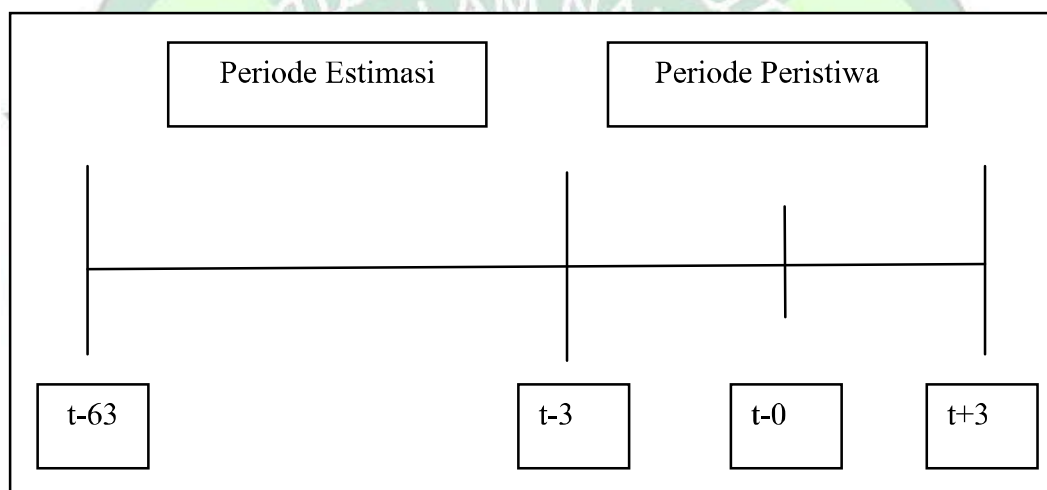 Periode Estimasi
Periode Peristiwa
t-63
t-3
t-0
t+3